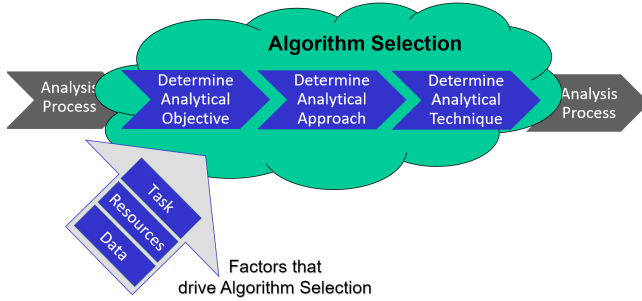 Algorithm Selection
Analysis
Process
Determine
Analytical
Objective
Determine
Analytical
Approach
Determine
Analytical
Technique
Analysis
Process
Task
Resources
Data
Factors that
drive Algorithm Selection